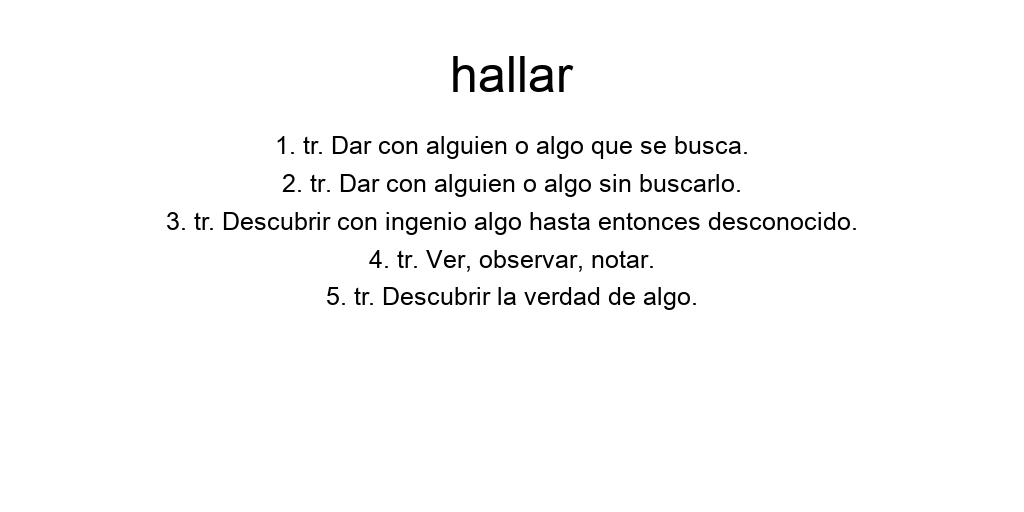 hallar
1. tr. Dar con alguien o algo que se busca.
2. tr. Dar con alguien o algo sin buscarlo.
3. tr. Descubrir con ingenio algo hasta entonces desconocido.
4. tr. Ver, observar, notar.
5. tr. Descubrir la verdad de algo.